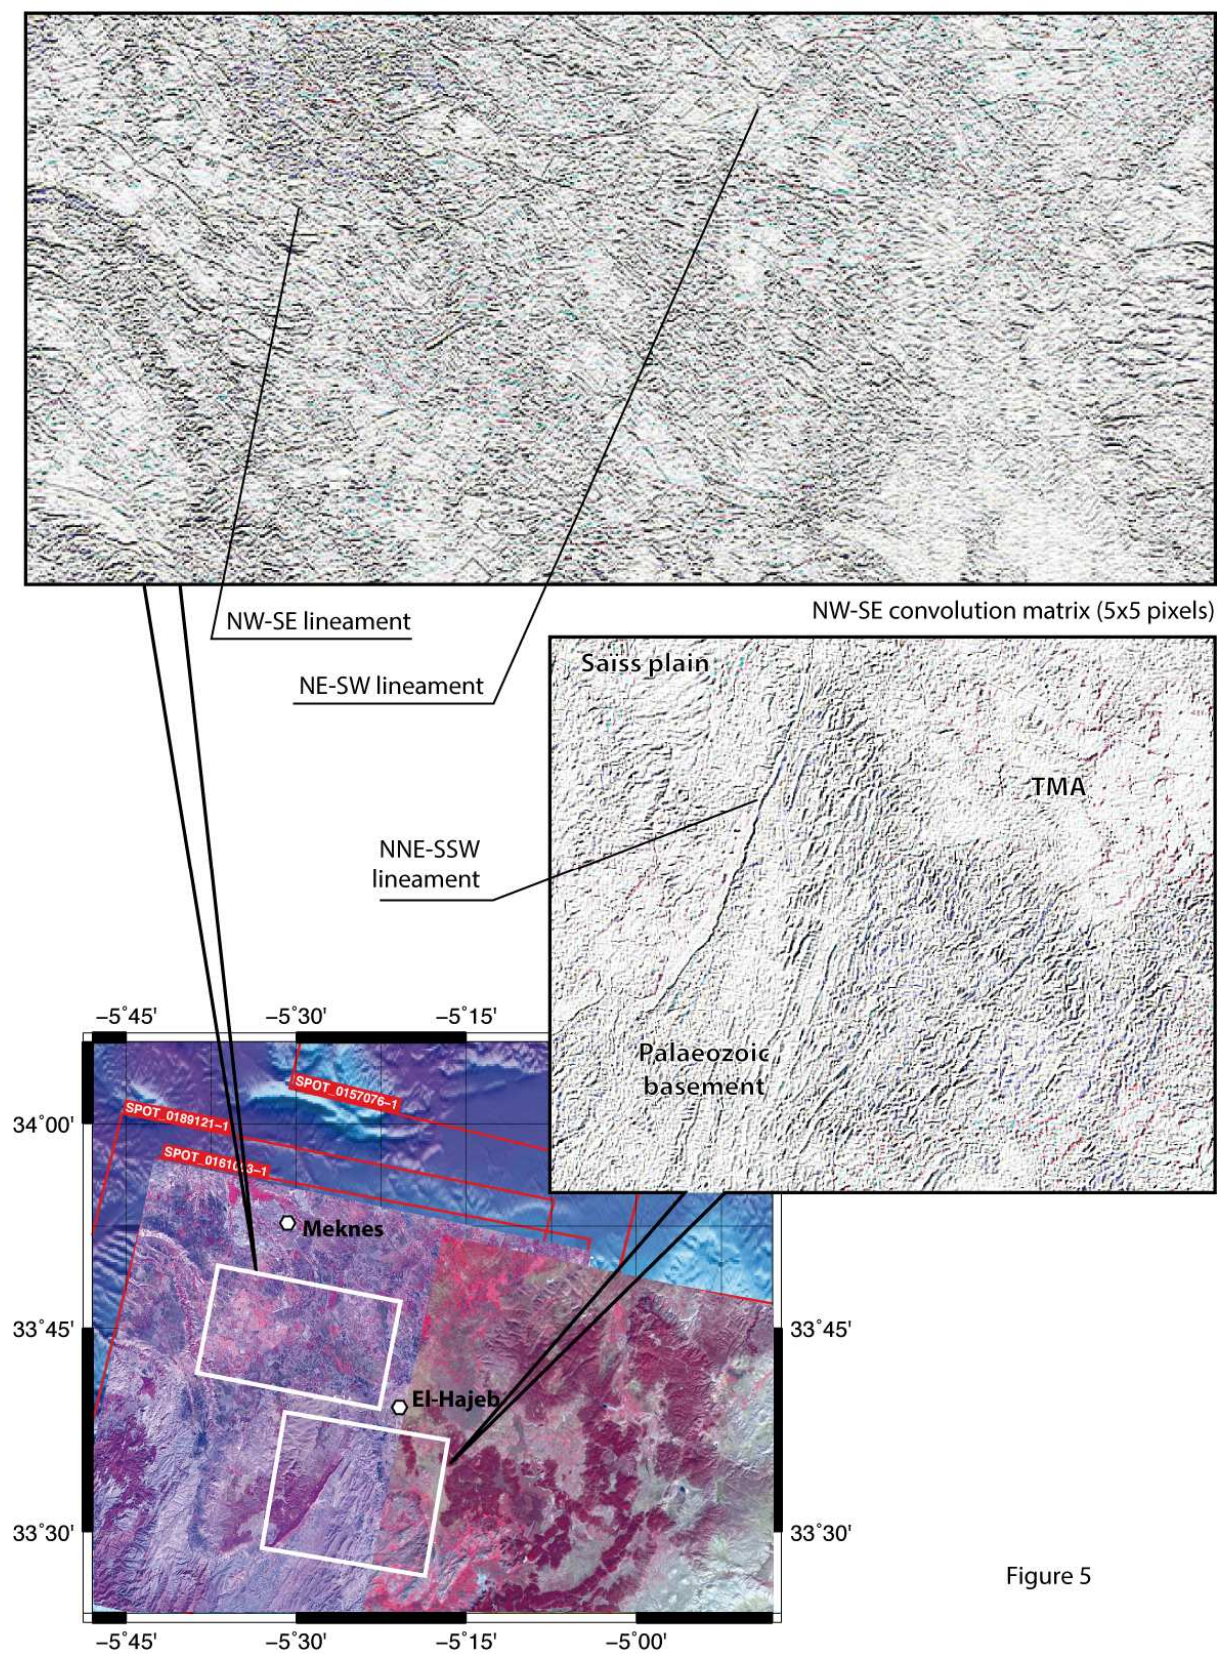 NW-SE lineament
NW-SE convolution matrix (5x5 pixels)
NE-SW lineament
Saïss plain
TMA
NNE-SSW
lineament
Palaeozoic
basement
−5˚45' −5˚30' −5˚15'
SPOT_0157076−1
SPOT_0189121−1
34˚00'
Meknes
33˚45' 33˚45'
El-Hajeb
33˚30' 33˚30'
Figure 5
−5˚45' −5˚30' −5˚15' −5˚00'